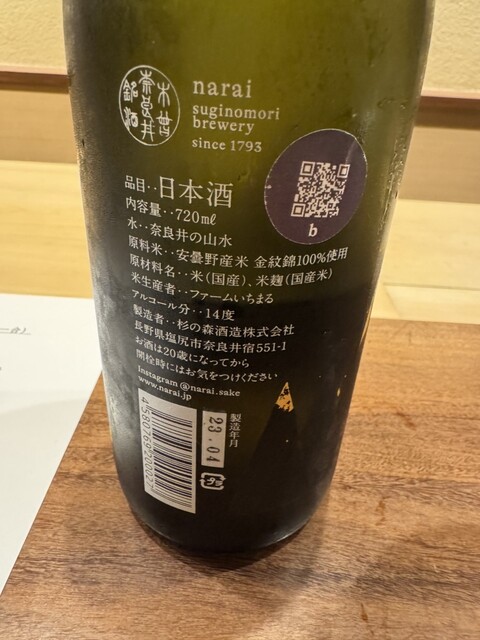 木曽
奈良井
銘酒
narai
suginomori
brewery
since 1793
b
品目‥日本酒
内容量‥720mℓ
水‥奈良井の山水
原料米‥安曇野産米 金紋錦100%使用
原材料名‥米(国産)、米麹(国産米)
米生産者‥ファームいちまる
アルコール分‥14度
製造者‥杉の森酒造株式会社
長野県塩尻市奈良井宿551-1
お酒は20歳になってから
開栓時にはお気をつけください
Instagram @narai.sake
www.narai.jp
製造年月
23.04